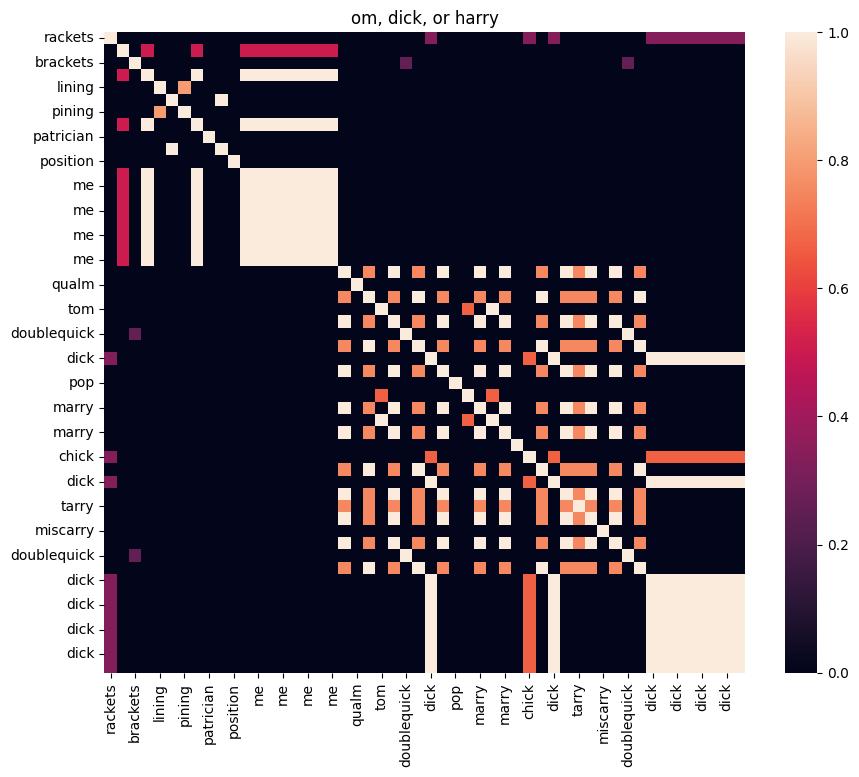 om, dick, or harry
rackets
brackets
lining
pining
patrician
position
me
me
me
me
qualm
tom
doublequick
dick
pop
marry
marry
chick
dick
tarry
miscarry
doublequick
dick
dick
dick
dick
1.0
0.8
0.6
0.4
0.2
0.0
rackets
brackets
lining
pining
patrician
position
me
me
me
me
qualm
tom
doublequick
dick
pop
marry
marry
chick
dick
tarry
miscarry
doublequick
dick
dick
dick
dick